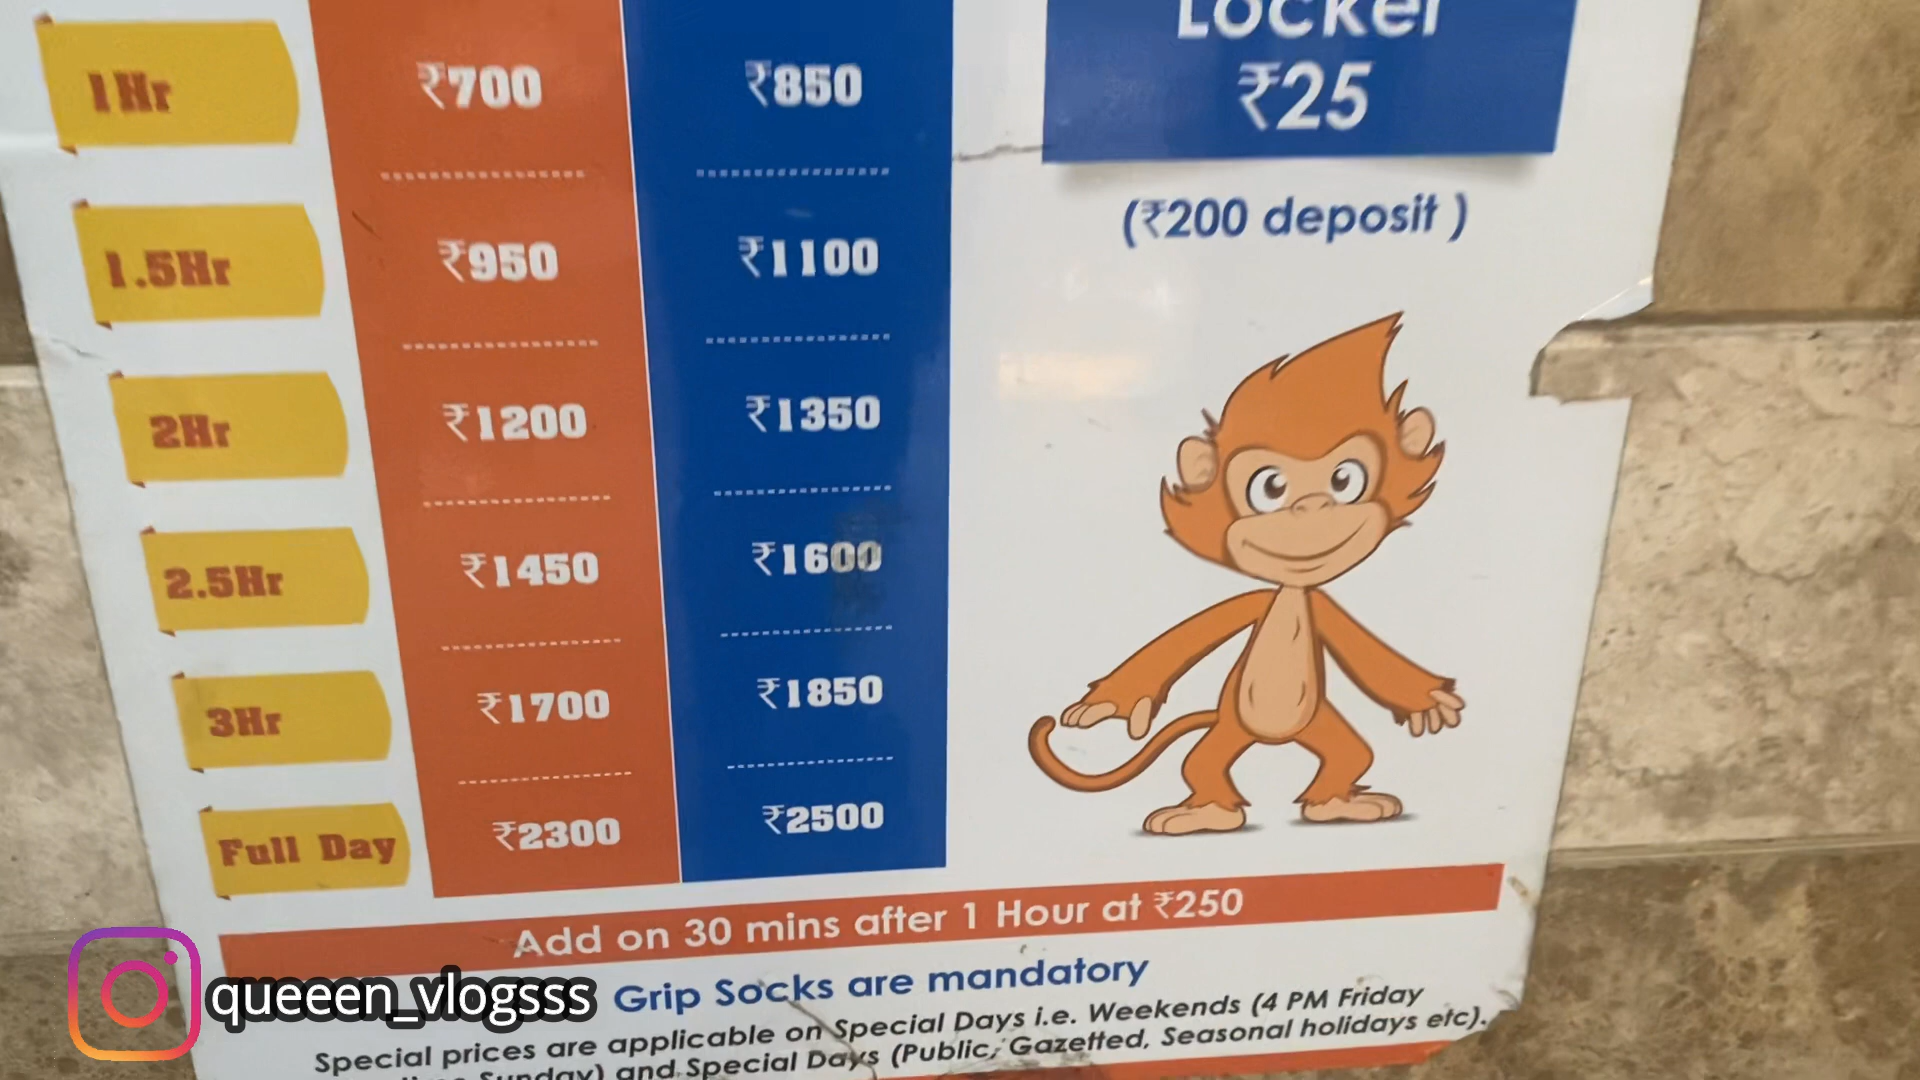 Locker
₹25
(₹200 deposit )
1Hr ₹700 ₹850
1.5Hr ₹950 ₹1100
2Hr ₹1200 ₹1350
2.5Hr ₹1450 ₹1600
3Hr ₹1700 ₹1850
Full Day ₹2300 ₹2500
Add on 30 mins after 1 Hour at ₹250
Grip Socks are mandatory
Special prices are applicable on Special Days i.e. Weekends (4 PM Friday
Sunday) and Special Days (Public, Gazetted, Seasonal holidays etc).
queeen_vlogsss